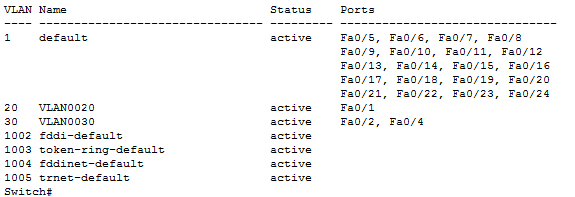 VLAN Name                             Status    Ports
---- -------------------------------- --------- -------------------------------
1    default                          active    Fa0/5, Fa0/6, Fa0/7, Fa0/8
                                                Fa0/9, Fa0/10, Fa0/11, Fa0/12
                                                Fa0/13, Fa0/14, Fa0/15, Fa0/16
                                                Fa0/17, Fa0/18, Fa0/19, Fa0/20
                                                Fa0/21, Fa0/22, Fa0/23, Fa0/24
20   VLAN0020                         active    Fa0/1
30   VLAN0030                         active    Fa0/2, Fa0/4
1002 fddi-default                     active
1003 token-ring-default               active
1004 fddinet-default                  active
1005 trnet-default                    active
Switch#